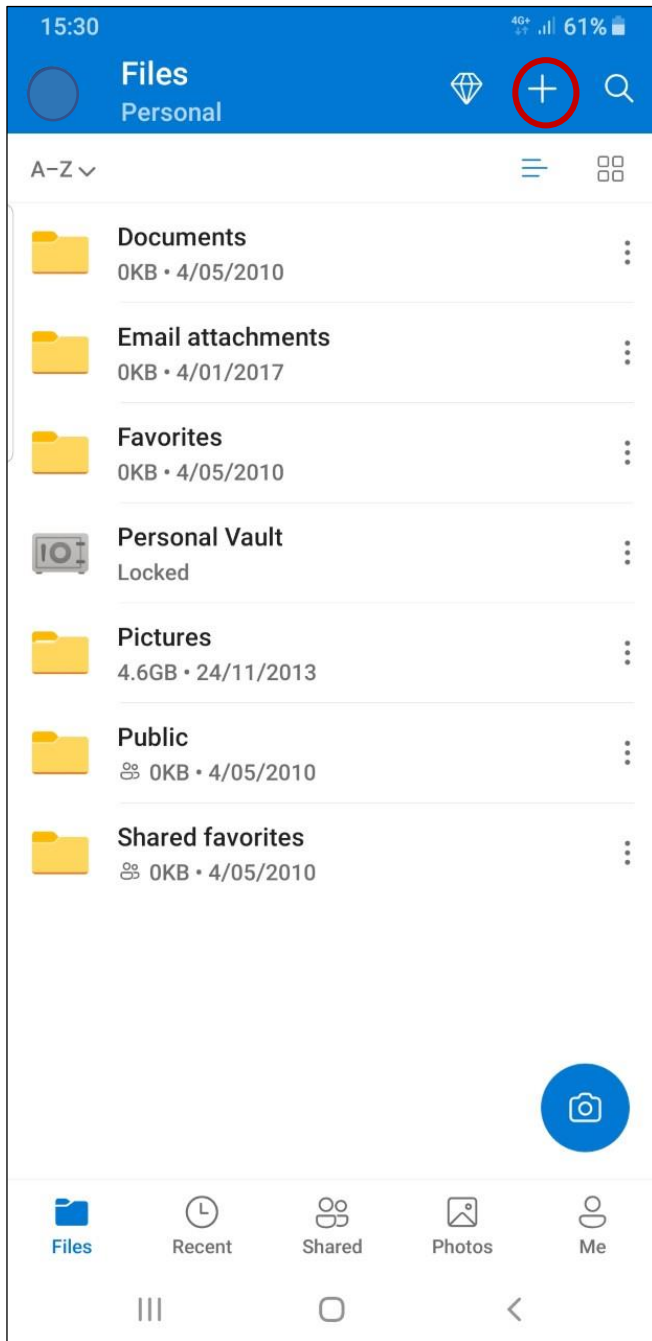 15:30 4G+ 61%
Files
Personal
A–Z
Documents
0KB • 4/05/2010
Email attachments
0KB • 4/01/2017
Favorites
0KB • 4/05/2010
Personal Vault
Locked
Pictures
4.6GB • 24/11/2013
Public
0KB • 4/05/2010
Shared favorites
0KB • 4/05/2010
Files Recent Shared Photos Me